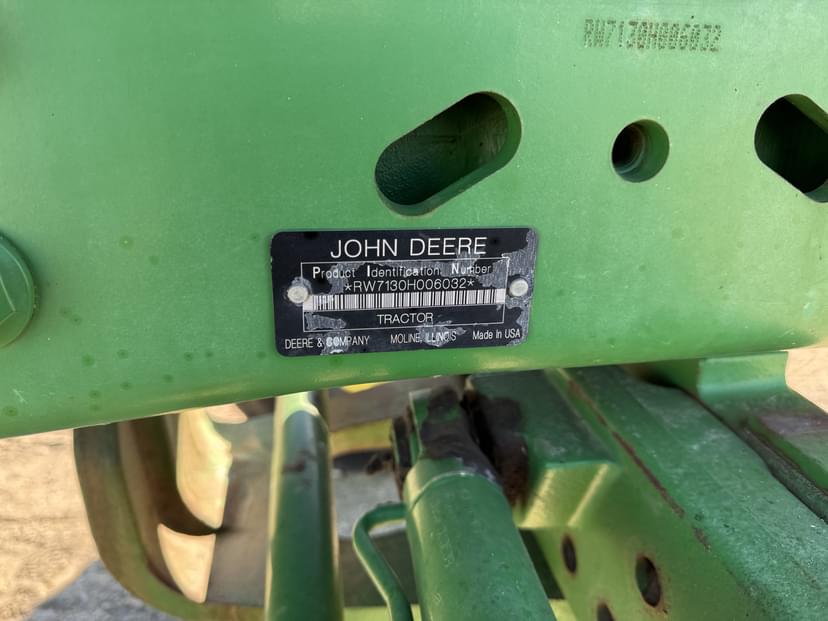 RW7130H006032
JOHN DEERE
Product Identification Number
*RW7130H006032*
TRACTOR
DEERE & COMPANY MOLINE, ILLINOIS Made in USA